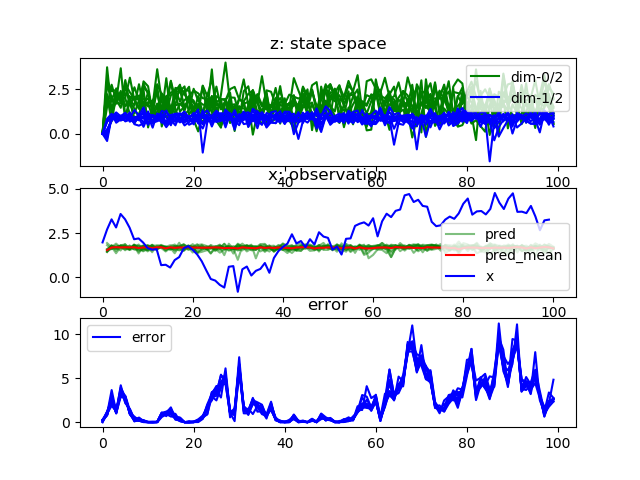 z: state space
2.5
0.0
dim-0/2
dim-1/2
0 20 40 60 80 100
x: observation
5.0
2.5
0.0
pred
pred_mean
x
0 20 40 60 80 100
error
10
5
0
error
0 20 40 60 80 100